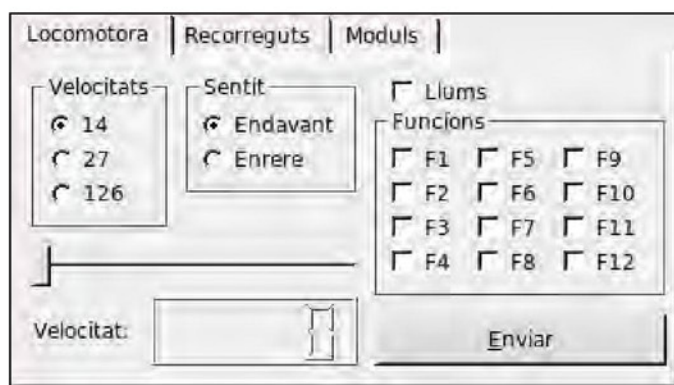 Locomotora Recorreguts Moduls
Velocitats
14
27
126
Sentit
Endavant
Enrere
Llums
Funcions
F1 F5 F9
F2 F6 F10
F3 F7 F11
F4 F8 F12
Velocitat: 0
Enviar